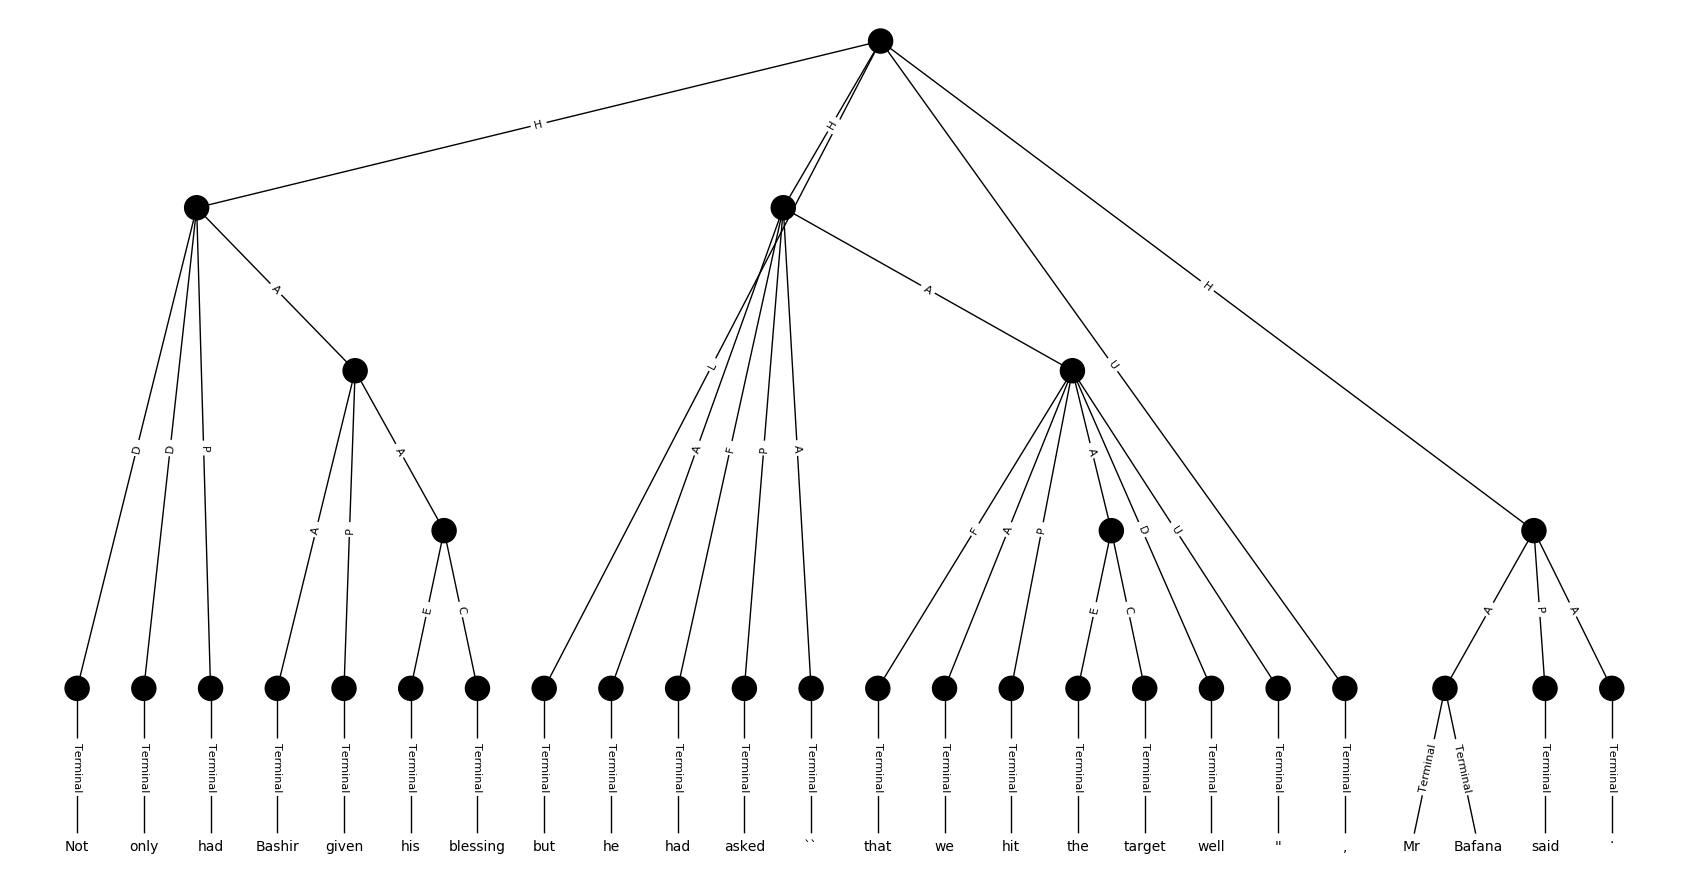 H H
D D P A L A F P A A U H
A P A F A P A D U
E C E C A P A
Terminal Terminal Terminal Terminal Terminal Terminal Terminal Terminal Terminal Terminal Terminal Terminal Terminal Terminal Terminal Terminal Terminal Terminal Terminal Terminal Terminal Terminal Terminal Terminal
Not only had Bashir given his blessing but he had asked `` that we hit the target well " , Mr Bafana said .